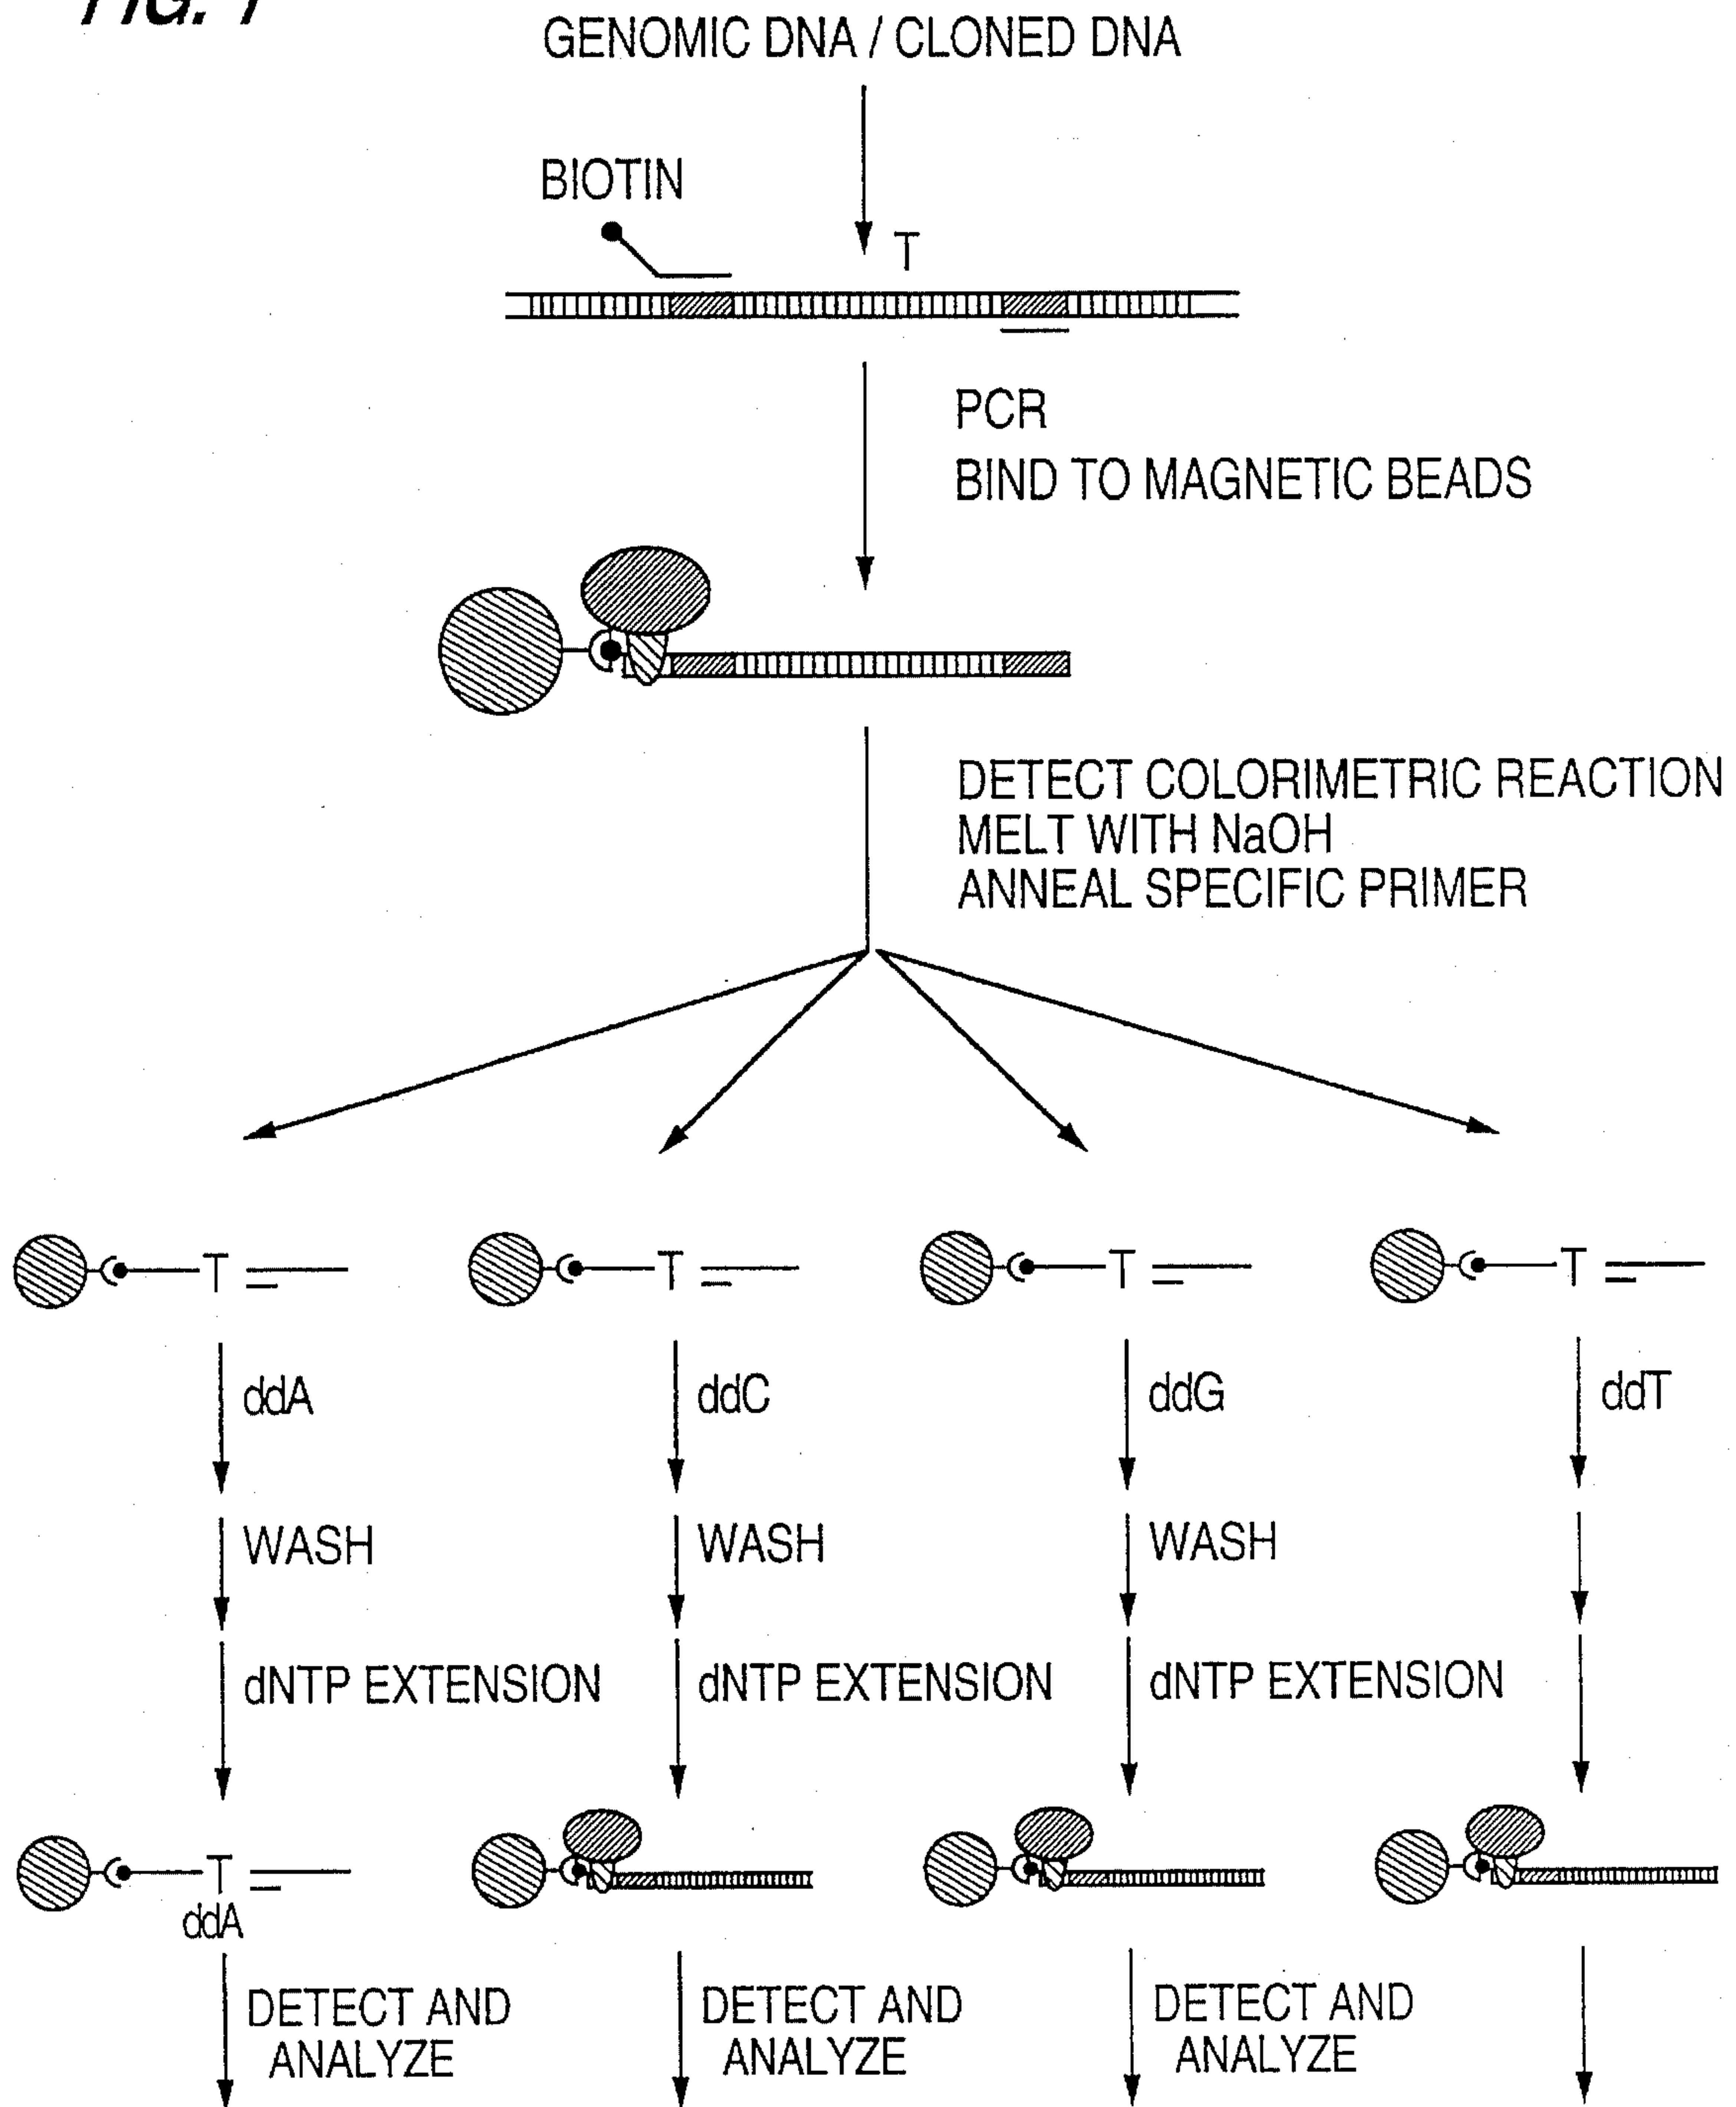 FIG. 1
GENOMIC DNA / CLONED DNA
BIOTIN
T
PCR
BIND TO MAGNETIC BEADS
DETECT COLORIMETRIC REACTION
MELT WITH NaOH
ANNEAL SPECIFIC PRIMER
T T T T
ddA ddC ddG ddT
WASH WASH WASH
dNTP EXTENSION dNTP EXTENSION dNTP EXTENSION
T
ddA
DETECT AND DETECT AND DETECT AND
ANALYZE ANALYZE ANALYZE